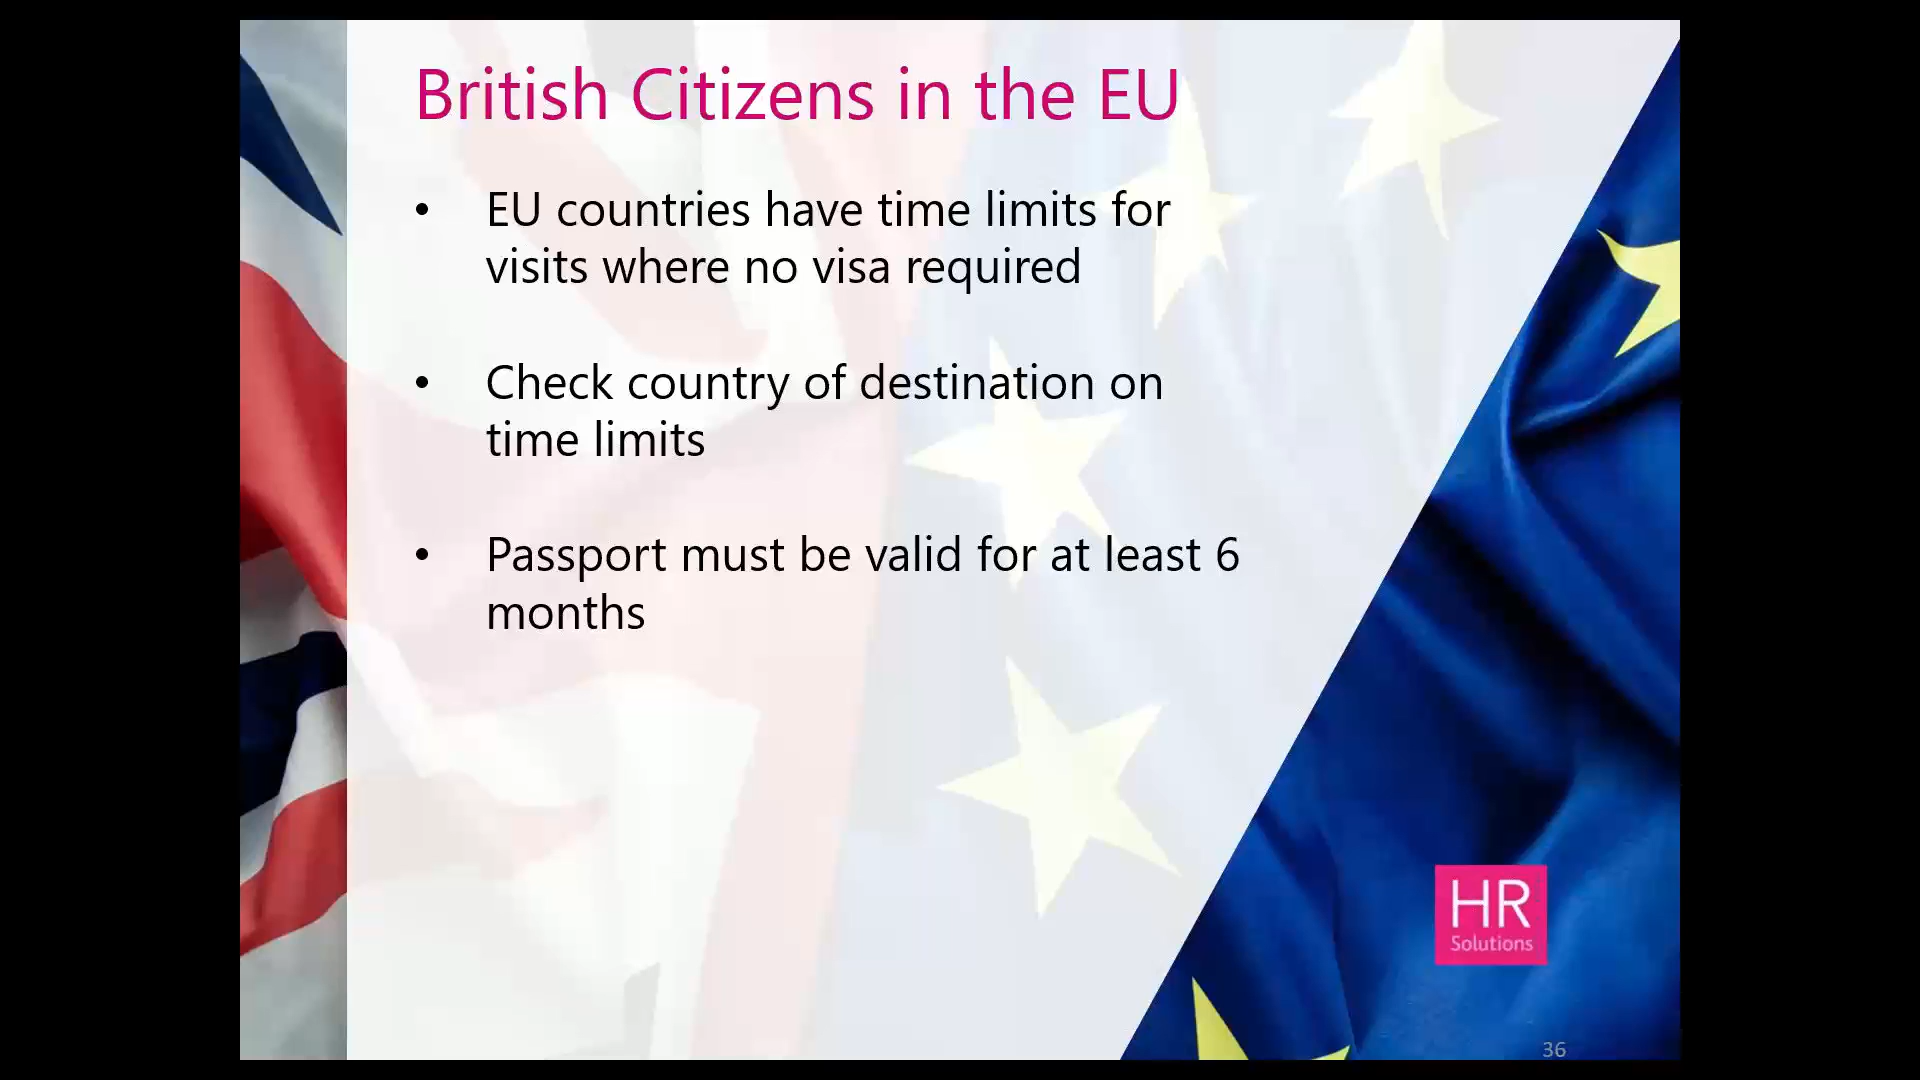 British Citizens in the EU
• EU countries have time limits for
visits where no visa required
• Check country of destination on
time limits
• Passport must be valid for at least 6
months
HR
Solutions
36